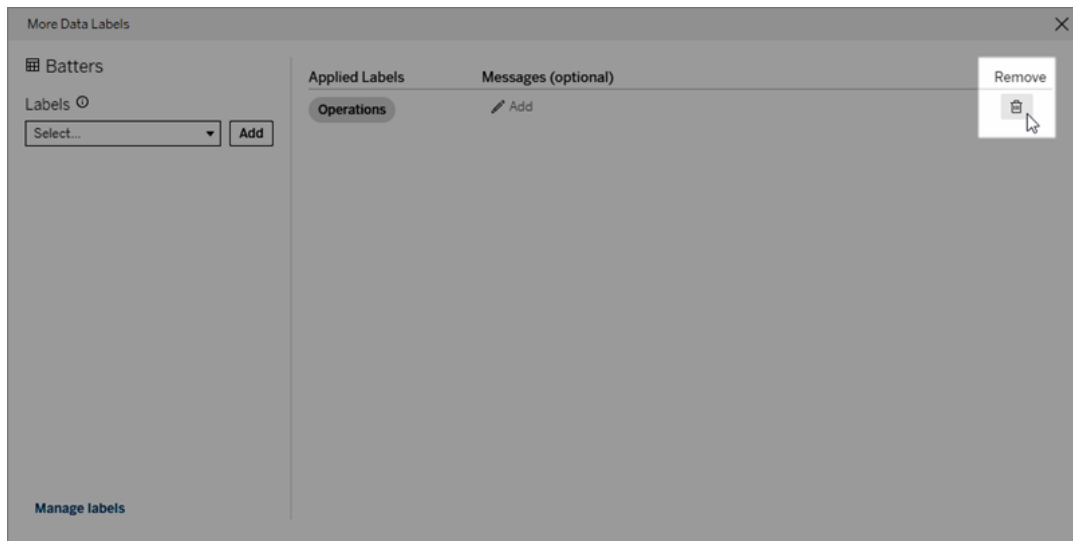 More Data Labels
Batters
Labels
Select... Add
Applied Labels Messages (optional) Remove
Operations Add
Manage labels